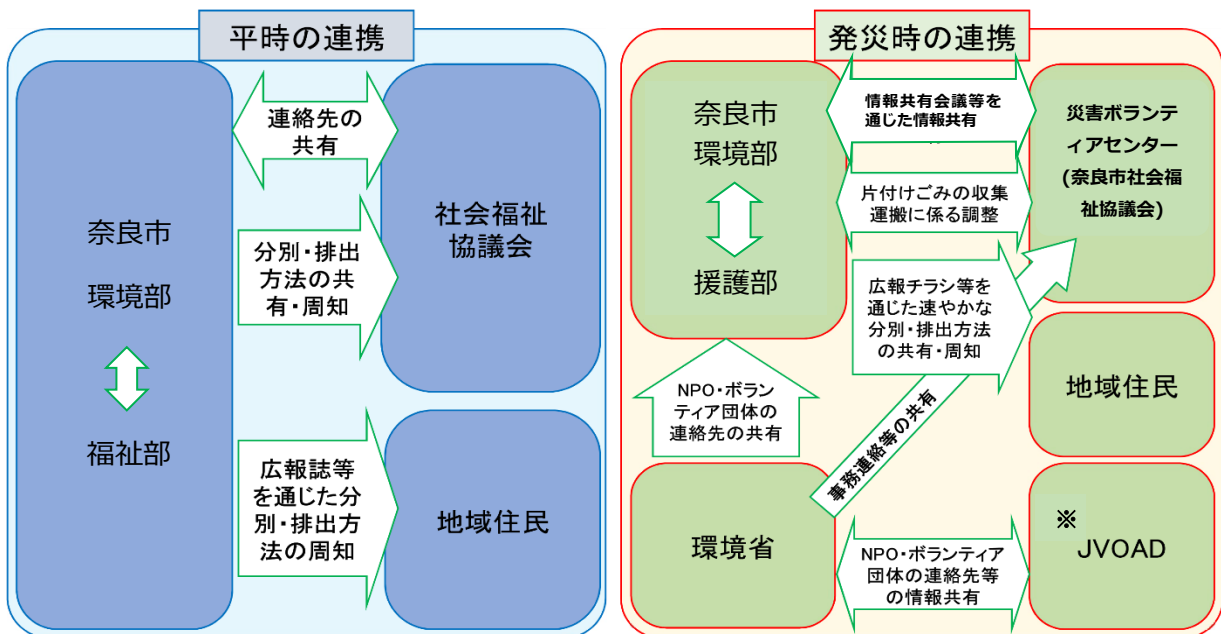 平時の連携
奈良市
環境部
福祉部
連絡先の
共有
分別・排出
方法の共
有・周知
広報誌等
を通じた分
別・排出方
法の周知
社会福祉
協議会
地域住民
発災時の連携
奈良市
環境部
援護部
情報共有会議等を
通じた情報共有
片付けごみの収集
運搬に係る調整
広報チラシ等を
通じた速やかな
分別・排出方法
の共有・周知
災害ボランテ
ィアセンター
(奈良市社会福
祉協議会)
地域住民
NPO・ボラン
ティア団体の
連絡先の共有
事務連絡等の共有
環境省
NPO・ボランティア
団体の連絡先等
の情報共有
※
JVOAD